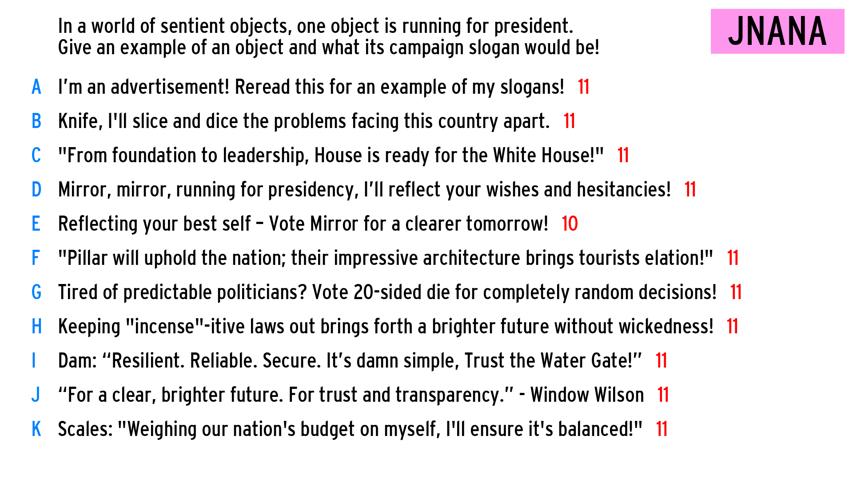 In a world of sentient objects, one object is running for president.
Give an example of an object and what its campaign slogan would be!
JNANA
A I'm an advertisement! Reread this for an example of my slogans! 11
B Knife, I'll slice and dice the problems facing this country apart. 11
C "From foundation to leadership, House is ready for the White House!" 11
D Mirror, mirror, running for presidency, I'll reflect your wishes and hesitancies! 11
E Reflecting your best self – Vote Mirror for a clearer tomorrow! 10
F "Pillar will uphold the nation; their impressive architecture brings tourists elation!" 11
G Tired of predictable politicians? Vote 20-sided die for completely random decisions! 11
H Keeping "incense"-itive laws out brings forth a brighter future without wickedness! 11
I Dam: “Resilient. Reliable. Secure. It’s damn simple, Trust the Water Gate!” 11
J “For a clear, brighter future. For trust and transparency.” - Window Wilson 11
K Scales: "Weighing our nation's budget on myself, I'll ensure it's balanced!" 11